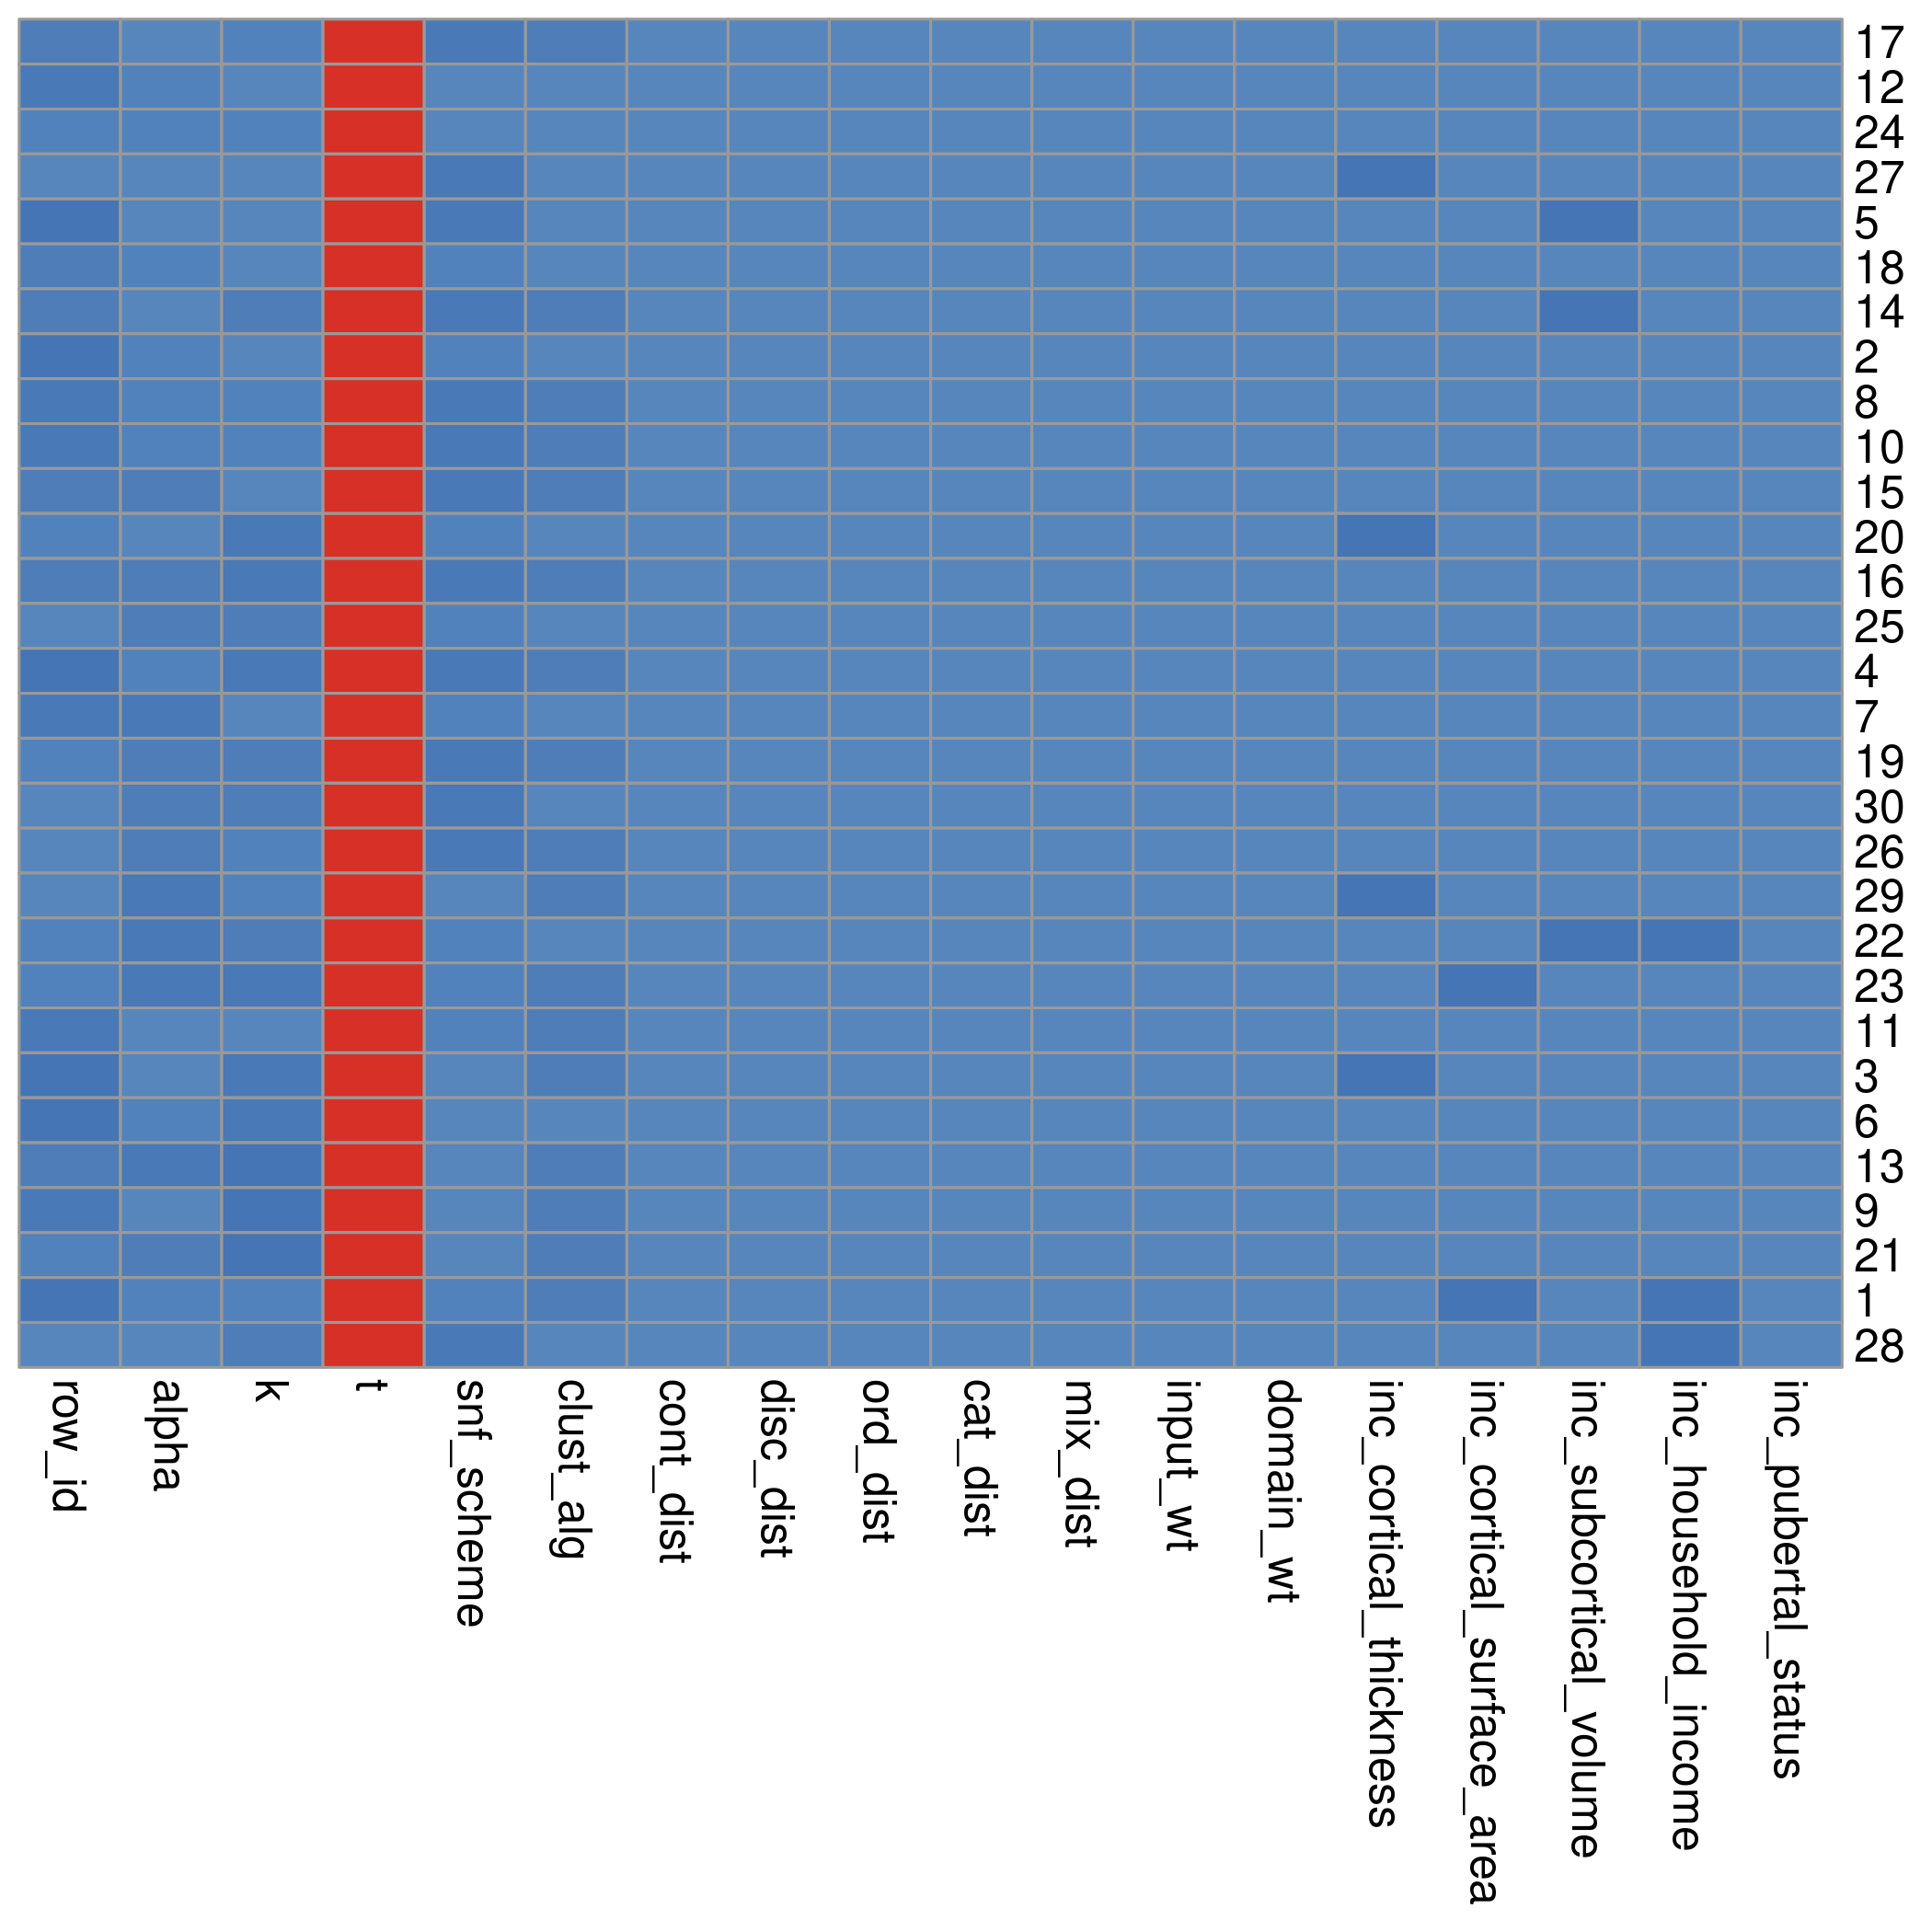 17
12
24
27
5
18
14
2
8
10
15
20
16
25
4
7
19
30
26
29
22
23
11
3
6
13
9
21
1
28
row_id
alpha
k
t
snf_scheme
clust_alg
cont_dist
disc_dist
ord_dist
cat_dist
mix_dist
input_wt
domain_wt
inc_cortical_thickness
inc_cortical_surface_area
inc_subcortical_volume
inc_household_income
inc_pubertal_status